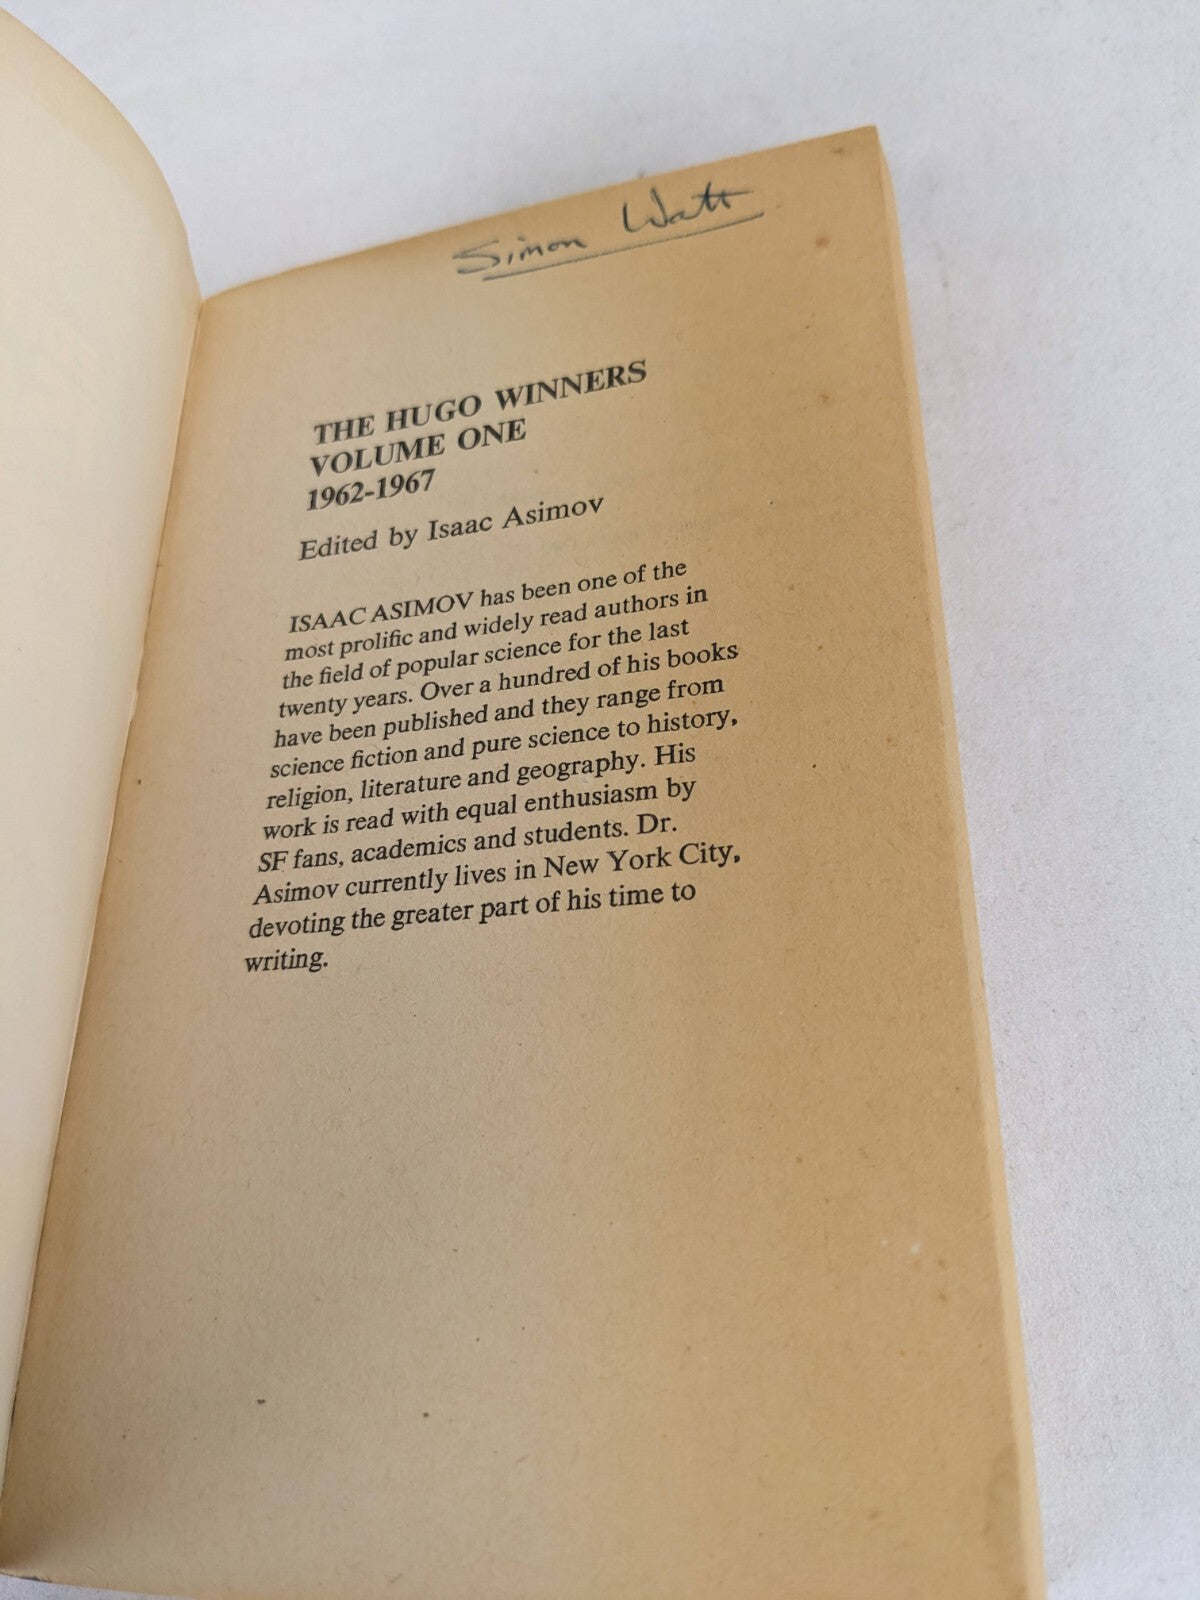 Simon Watt
THE HUGO WINNERS
VOLUME ONE
1962-1967
Edited by Isaac Asimov
ISAAC ASIMOV has been one of the
most prolific and widely read authors in
the field of popular science for the last
twenty years. Over a hundred of his books
have been published and they range from
science fiction and pure science to history,
religion, literature and geography. His
work is read with equal enthusiasm by
SF fans, academics and students. Dr.
Asimov currently lives in New York City,
devoting the greater part of his time to
writing.